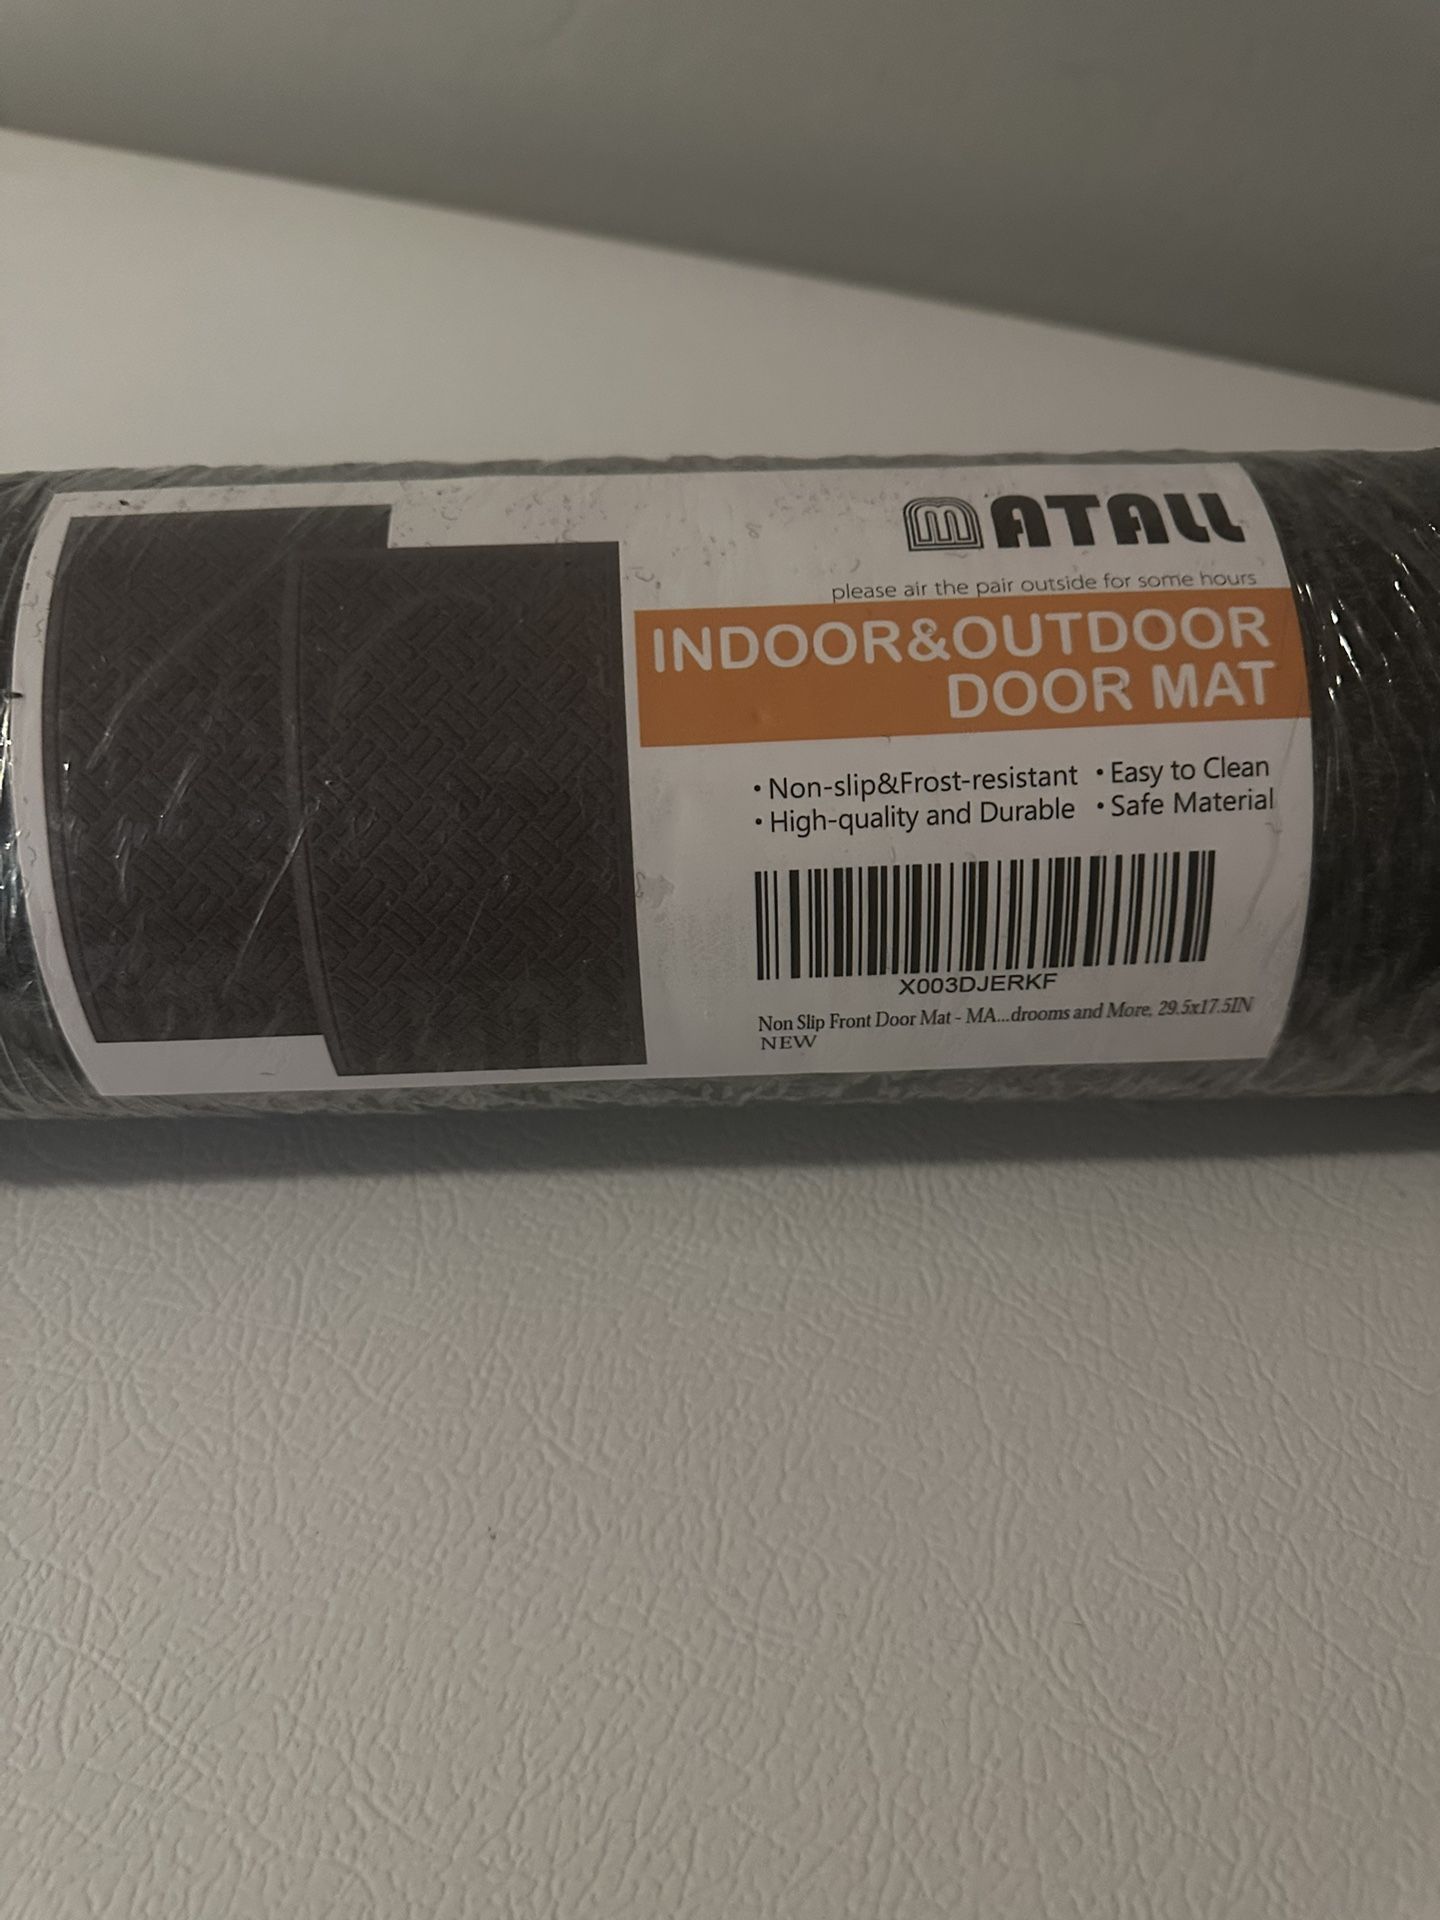 MATALL
please air the pair outside for some hours
INDOOR&OUTDOOR
DOOR MAT
• Non-slip&Frost-resistant • Easy to Clean
• High-quality and Durable • Safe Material
X003DJERKF
Non Slip Front Door Mat - MA...drooms and More, 29.5x17.5IN
NEW